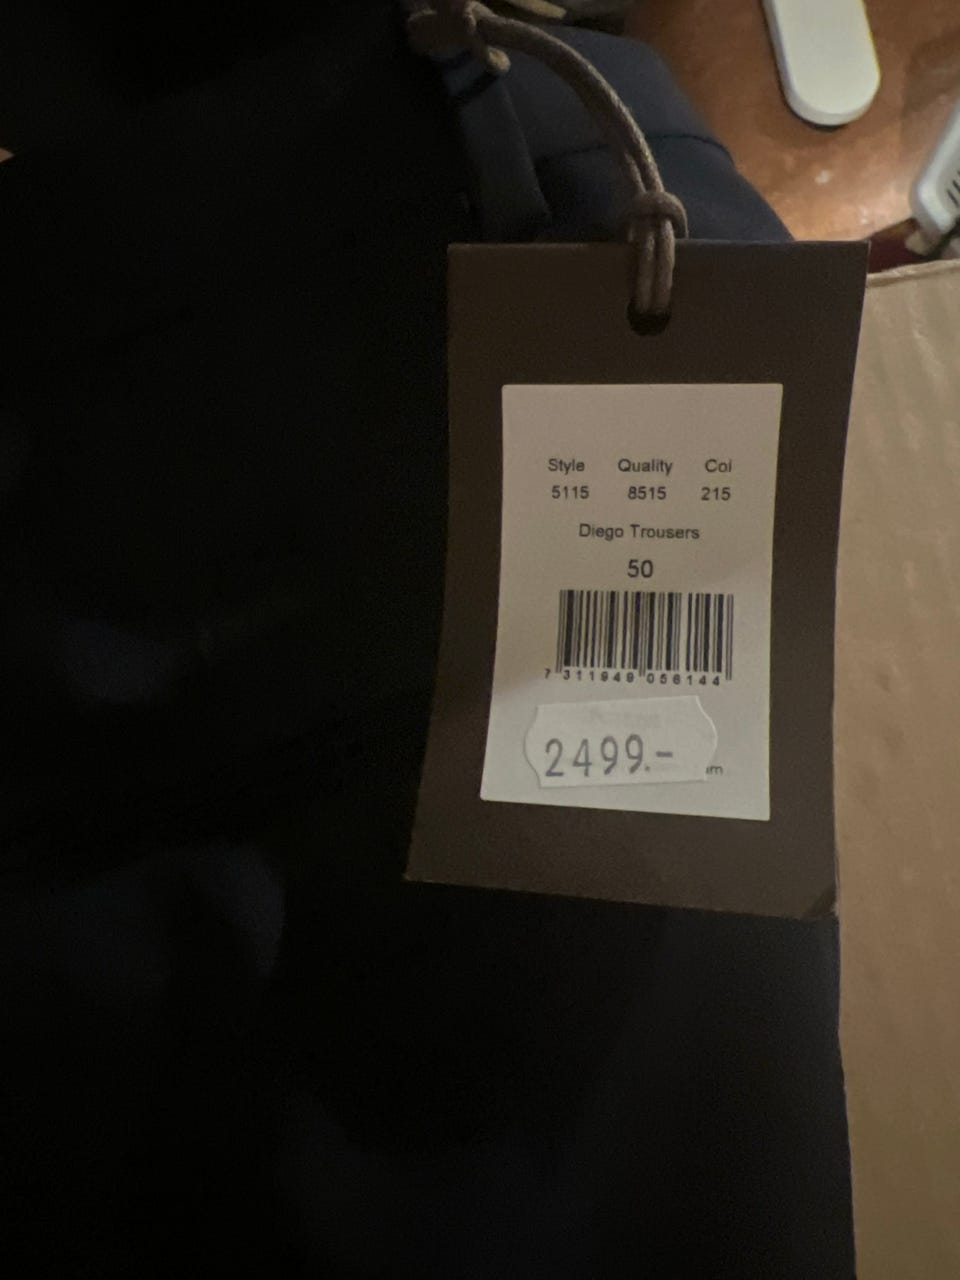 Style Quality Col
5115 8515 215
Diego Trousers
50
7 311949 056144
2499.-